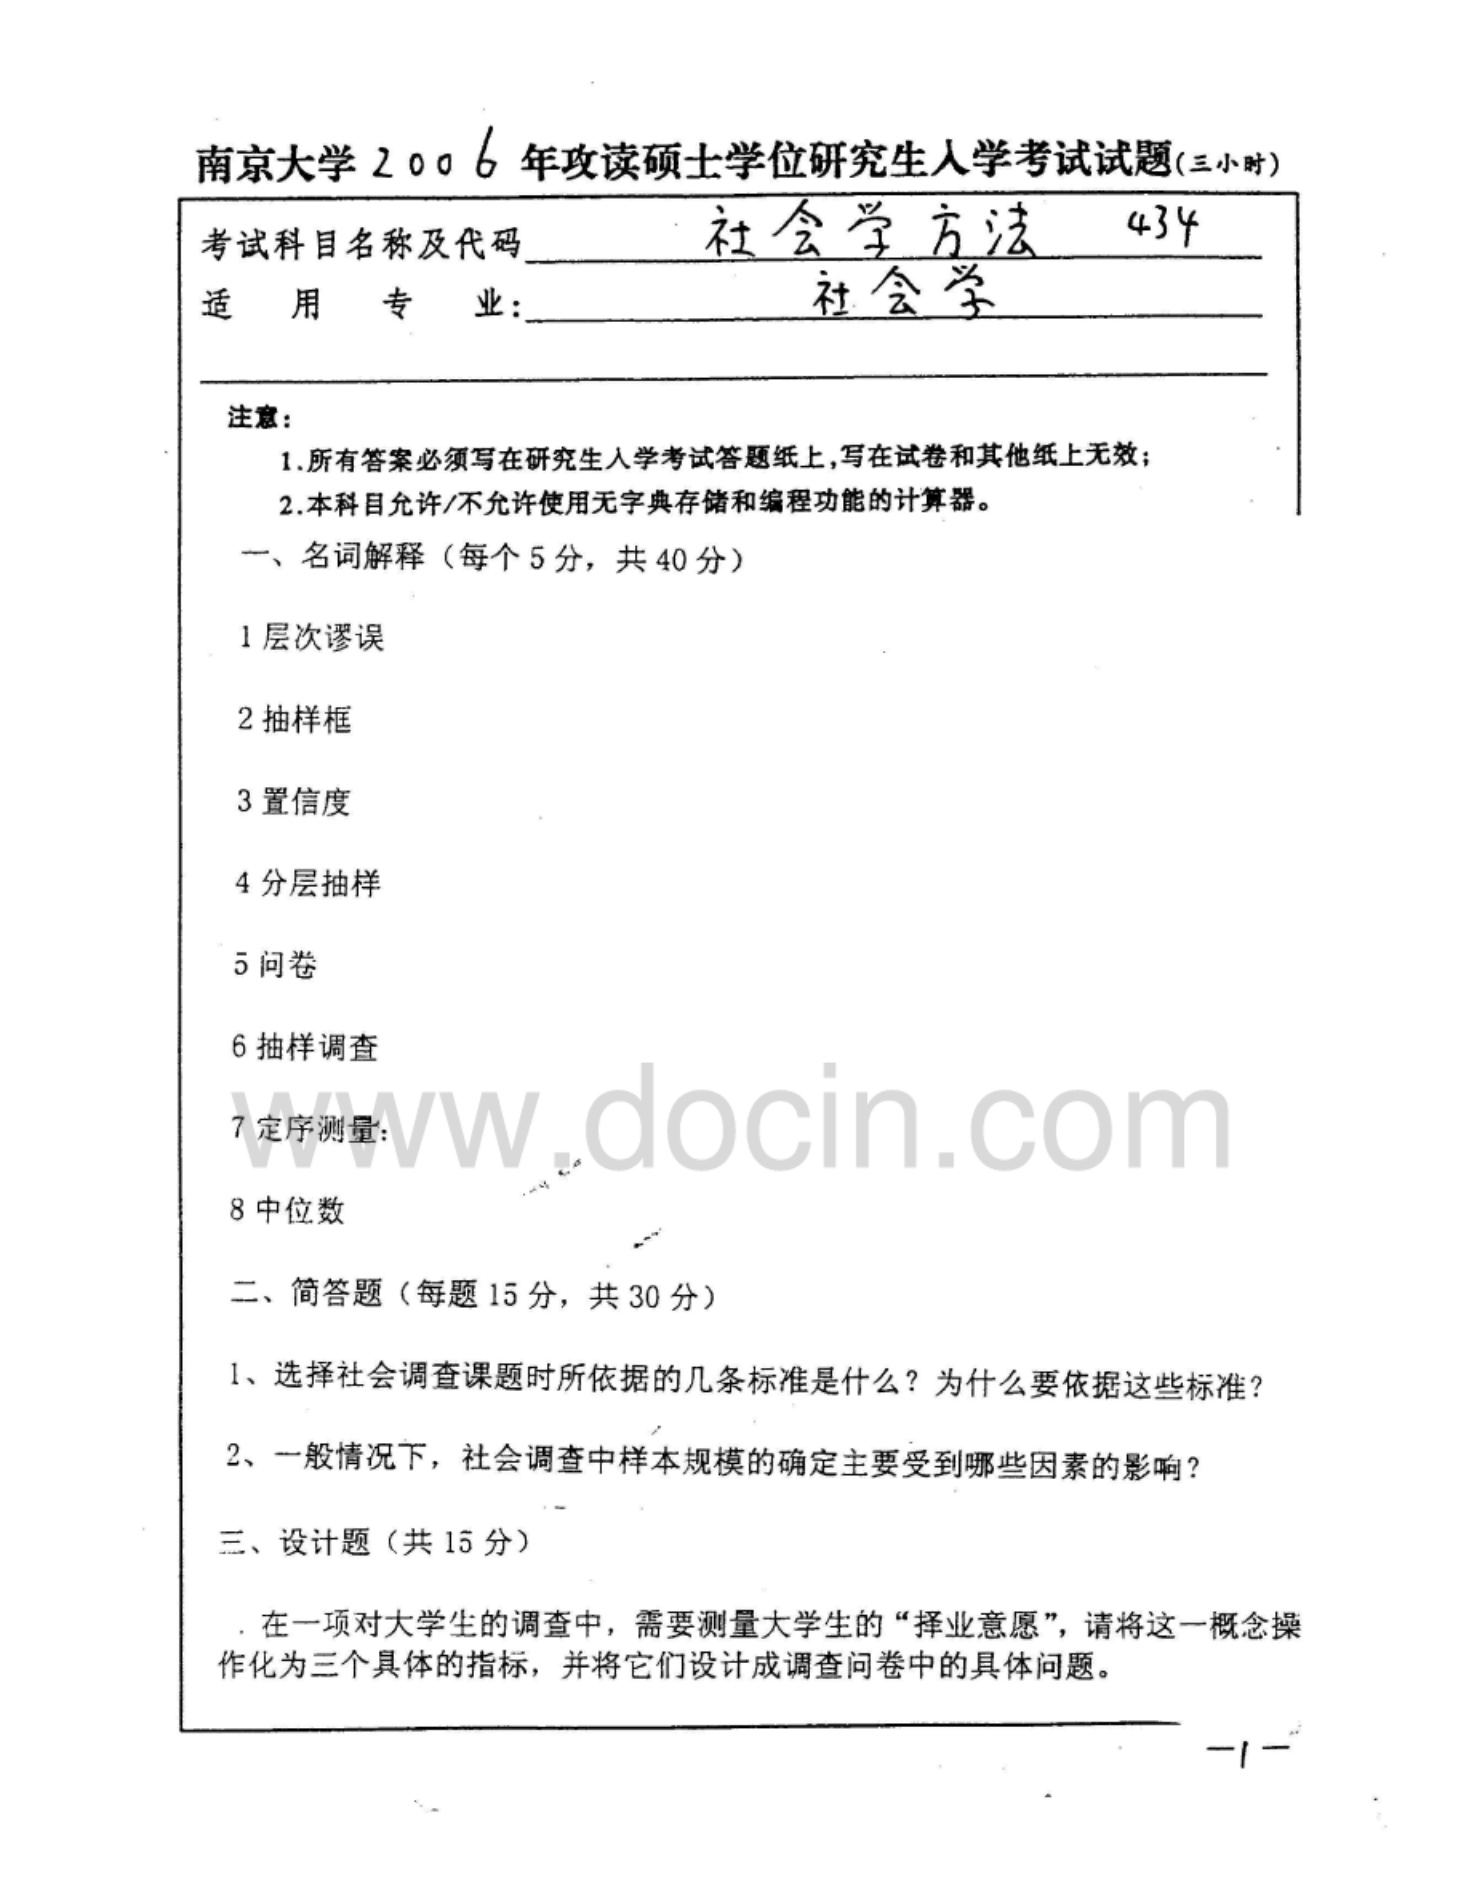 南京大学2006年攻读硕士学位研究生入学考试试题(三小时)
考试科目名称及代码 社会学方法 434
适用专业: 社会学
注意:
1.所有答案必须写在研究生入学考试答题纸上,写在试卷和其他纸上无效;
2.本科目允许/不允许使用无字典存储和编程功能的计算器。
一、名词解释（每个5分，共40分）
1层次谬误
2抽样框
3置信度
4分层抽样
5问卷
6抽样调查
www.docin.com
7定序测量:
8中位数
二、简答题（每题15分，共30分）
1、选择社会调查课题时所依据的几条标准是什么？为什么要依据这些标准？
2、一般情况下，社会调查中样本规模的确定主要受到哪些因素的影响？
三、设计题（共15分）
在一项对大学生的调查中，需要测量大学生的“择业意愿”，请将这一概念操
作化为三个具体的指标，并将它们设计成调查问卷中的具体问题。
—1—